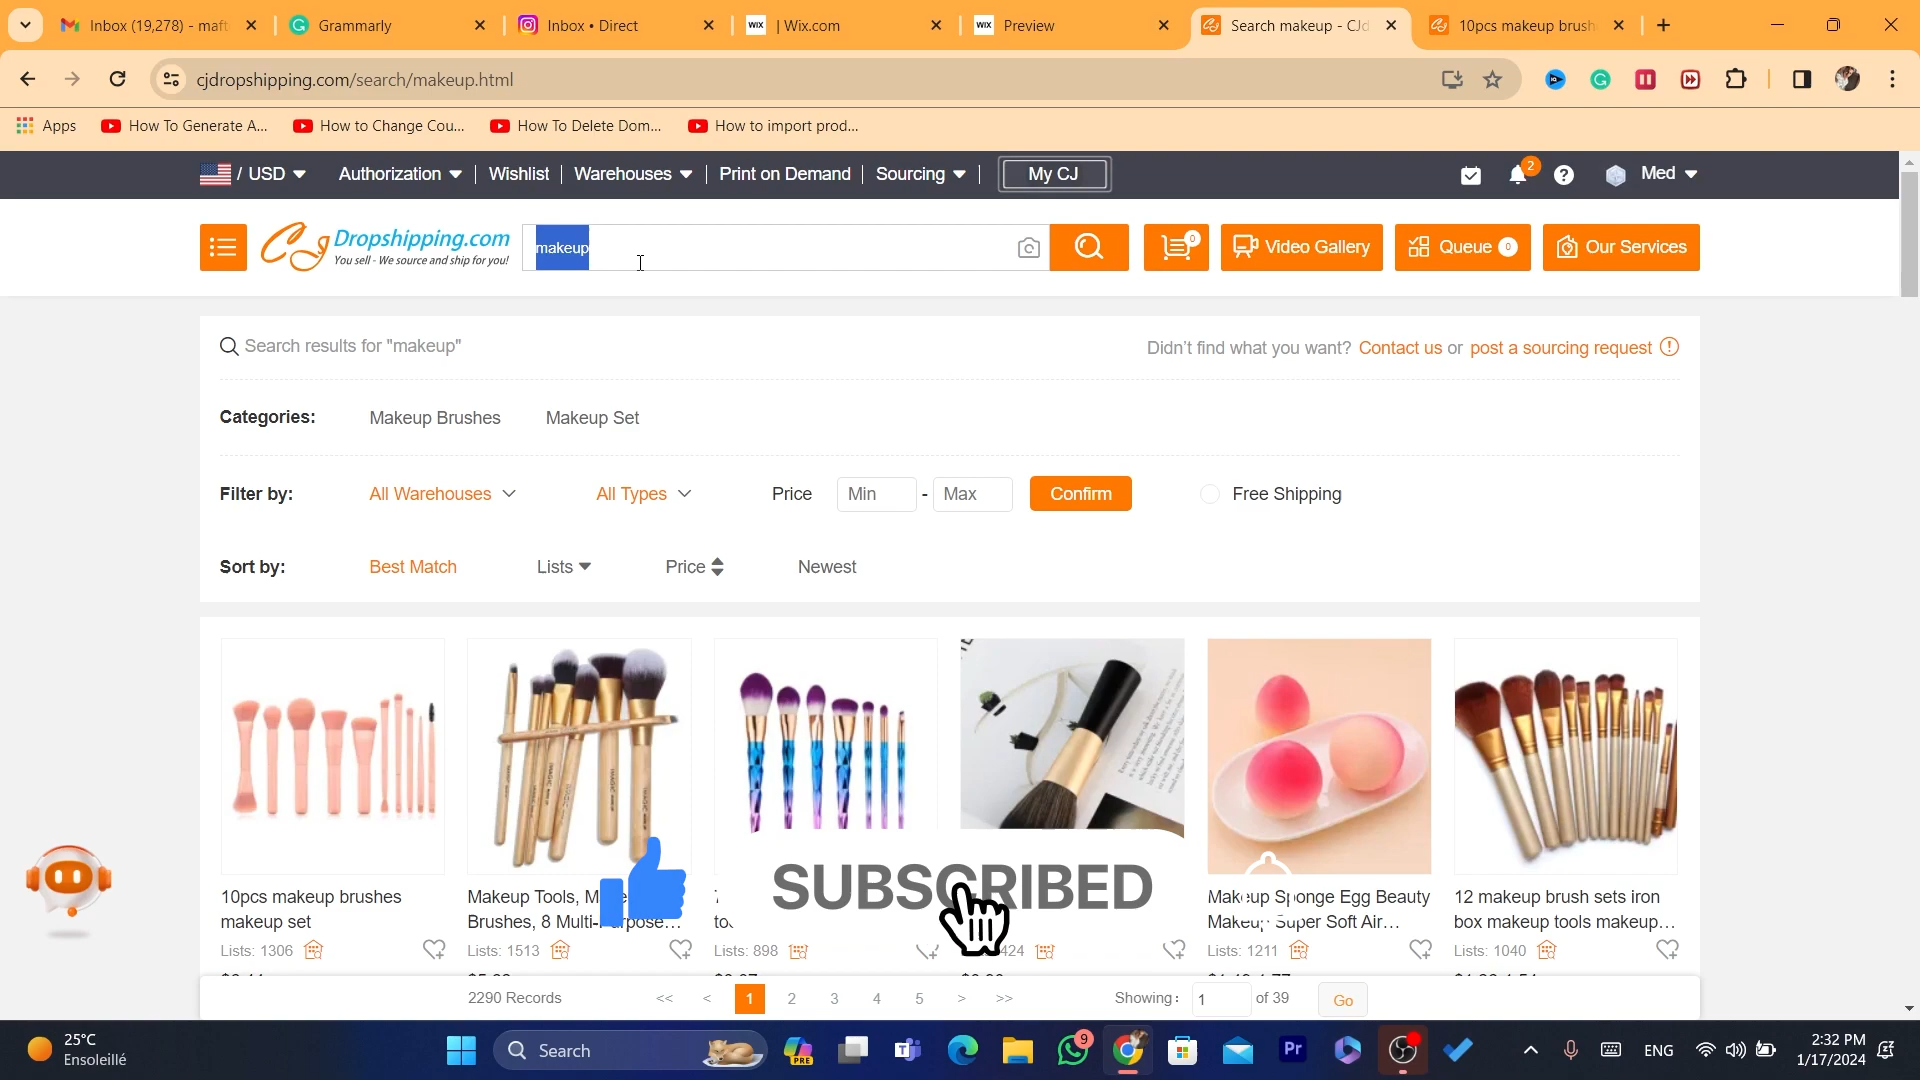 Inbox (19,278) - maft
Grammarly
Inbox • Direct
WIX | Wix.com
WIX Preview
Search makeup - CJd
10pcs makeup brush
cjdropshipping.com/search/makeup.html
Apps
How To Generate A...
How to Change Cou...
How To Delete Dom...
How to import prod...
/ USD
Authorization
Wishlist
Warehouses
Print on Demand
Sourcing
My CJ
2
Med
CJ Dropshipping.com
You sell - We source and ship for you!
makeup
0
Video Gallery
Queue 0
Our Services
Search results for "makeup"
Didn't find what you want? Contact us or post a sourcing request
Categories: Makeup Brushes Makeup Set
Filter by: All Warehouses All Types Price Min - Max Confirm Free Shipping
Sort by: Best Match Lists Price Newest
10pcs makeup brushes
makeup set
Lists: 1306
Makeup Tools,
Brushes, 8
Lists: 1513
Lists: 898
424
Makeup Sponge Egg Beauty
Makeup Super Soft Air...
Lists: 1211
12 makeup brush sets iron
box makeup tools makeup...
Lists: 1040
SUBSCRIBED
2290 Records
<< < 1 2 3 4 5 > >>
Showing: 1 of 39 Go
25°C
Ensoleillé
Search
PRE
9
Pr
ENG
2:32 PM
1/17/2024